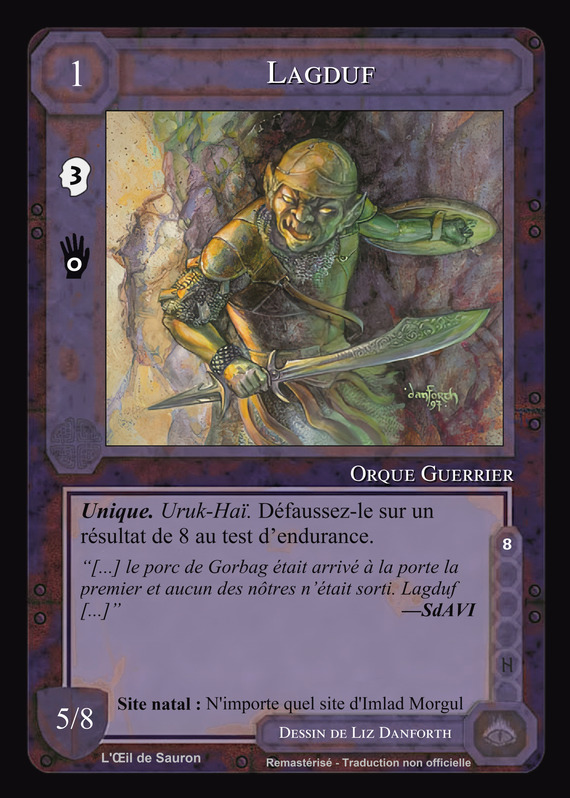 1
LAGDUF
3
0
danforth
'97.
ORQUE GUERRIER
Unique. Uruk-Haï. Défaussez-le sur un
résultat de 8 au test d’endurance.
“[...] le porc de Gorbag était arrivé à la porte la
premier et aucun des nôtres n’était sorti. Lagduf
[...]” —SdAVI
8
Site natal : N'importe quel site d'Imlad Morgul
5/8
DESSIN DE LIZ DANFORTH
L'Œil de Sauron
Remastérisé - Traduction non officielle